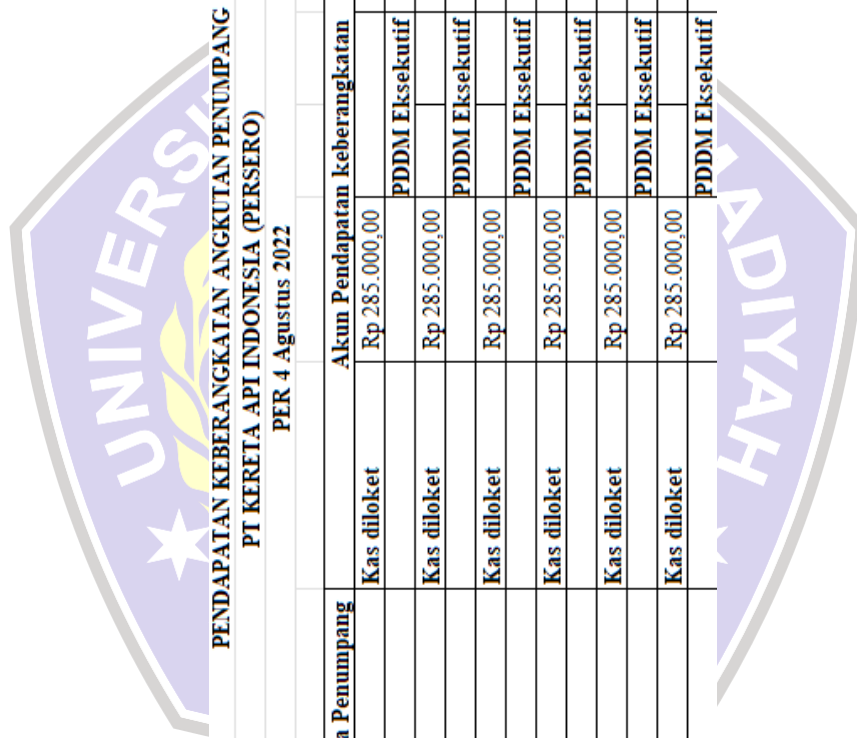 PENDAPATAN KEBERANGKATAN ANGKUTAN PENUMPANG
PT KERETA API INDONESIA (PERSERO)
PER 4 Agustus 2022
Penumpang Akun Pendapatan keberangkatan
Kas diloket Rp 285.000,00
PDDM Eksekutif
Kas diloket Rp 285.000,00
PDDM Eksekutif
Kas diloket Rp 285.000,00
PDDM Eksekutif
Kas diloket Rp 285.000,00
PDDM Eksekutif
Kas diloket Rp 285.000,00
PDDM Eksekutif
Kas diloket Rp 285.000,00
PDDM Eksekutif